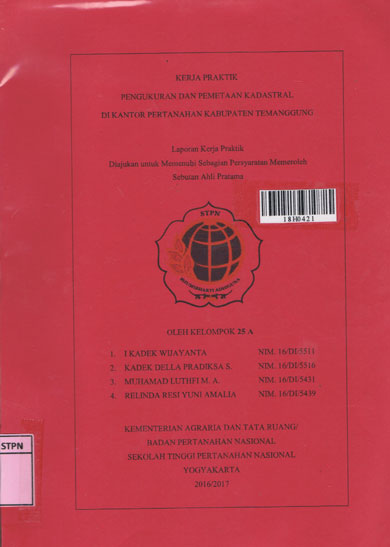 KERJA PRAKTIK
PENGUKURAN DAN PEMETAAN KADASTRAL
DI KANTOR PERTANAHAN KABUPATEN TEMANGGUNG
Laporan Kerja Praktik
Diajukan untuk Memenuhi Sebagian Persyaratan Memeroleh
Sebutan Ahli Pratama
18H0421
STPN
BHUMIBHAKTI ADHIGUNA
OLEH KELOMPOK 25 A
1. I KADEK WIJAYANTA NIM. 16/DI/5511
2. KADEK DELLA PRADIKSA S. NIM. 16/DI/5516
3. MUHAMAD LUTHFI M. A. NIM. 16/DI/5431
4. RELINDA RESI YUNI AMALIA NIM. 16/DI/5439
STPN
KEMENTERIAN AGRARIA DAN TATA RUANG/
BADAN PERTANAHAN NASIONAL
SEKOLAH TINGGI PERTANAHAN NASIONAL
YOGYAKARTA
2016/2017